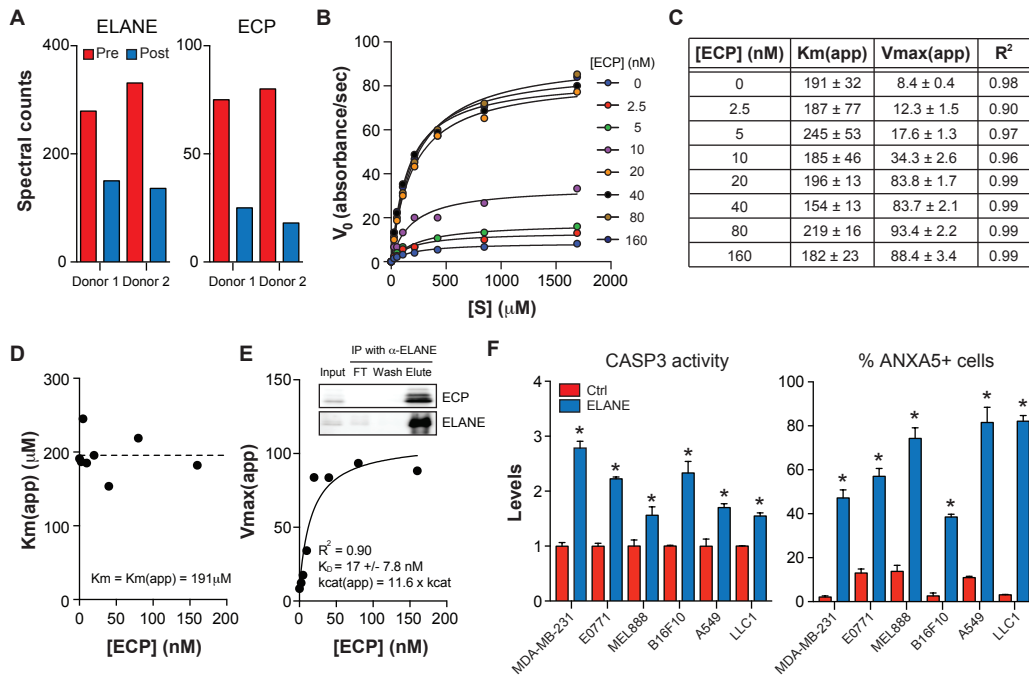 A
ELANE
ECP
Pre
Post
Spectral counts
400
300
200
100
0
100
50
0
Donor 1 Donor 2
Donor 1 Donor 2
B
V0 (absorbance/sec)
100
80
60
40
20
0
0 500 1000 1500 2000
[S] (μM)
[ECP] (nM)
0
2.5
5
10
20
40
80
160
C
[ECP] (nM) Km(app) Vmax(app) R²
0 191 ± 32 8.4 ± 0.4 0.98
2.5 187 ± 77 12.3 ± 1.5 0.90
5 245 ± 53 17.6 ± 1.3 0.97
10 185 ± 46 34.3 ± 2.6 0.96
20 196 ± 13 83.8 ± 1.7 0.99
40 154 ± 13 83.7 ± 2.1 0.99
80 219 ± 16 93.4 ± 2.2 0.99
160 182 ± 23 88.4 ± 3.4 0.99
D
Km(app) (μM)
300
200
100
0
Km = Km(app) = 191μM
0 50 100 150 200
[ECP] (nM)
E
IP with α-ELANE
Input FT Wash Elute
ECP
ELANE
Vmax(app)
150
100
50
0
R² = 0.90
KD = 17 +/- 7.8 nM
kcat(app) = 11.6 x kcat
0 50 100 150 200
[ECP] (nM)
F
CASP3 activity
Ctrl
ELANE
Levels
4
3
2
1
0
* * * * * *
MDA-MB-231
E0771
MEL888
B16F10
A549
LLC1
% ANXA5+ cells
100
80
60
40
20
0
* * * * * *
MDA-MB-231
E0771
MEL888
B16F10
A549
LLC1